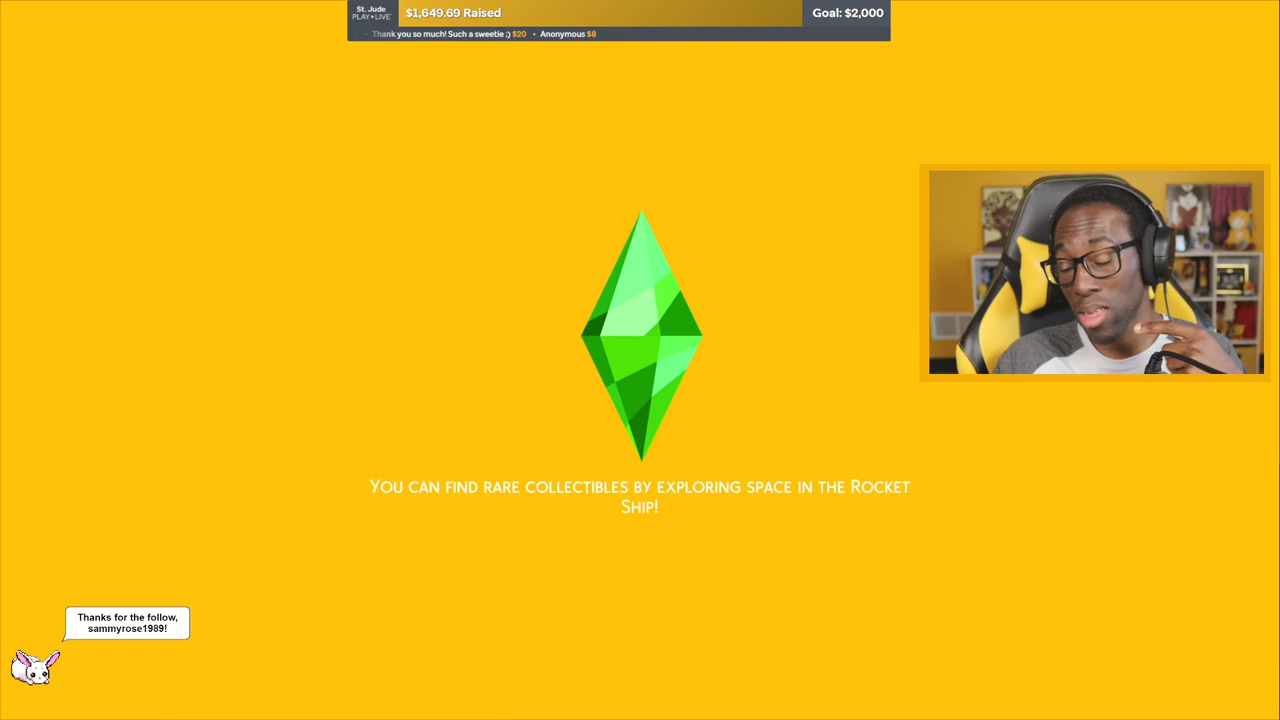 St. Jude
PLAY LIVE
$1,649.69 Raised
Goal: $2,000
Thank you so much! Such a sweetie ;) $20 • Anonymous $8
You can find rare collectibles by exploring space in the Rocket
Ship!
Thanks for the follow,
sammyrose1989!